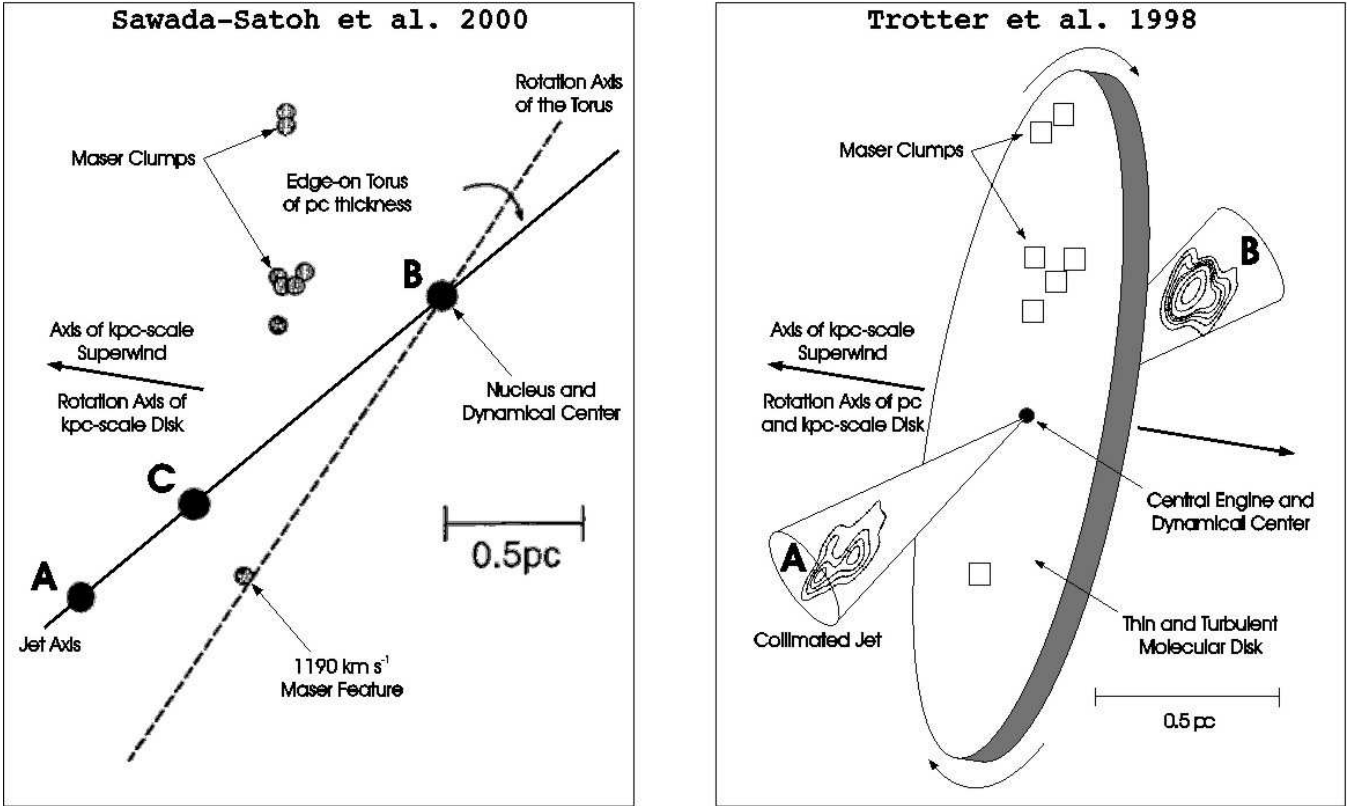 Sawada-Satoh et al. 2000
Rotation Axis
of the Torus
Maser Clumps
Edge-on Torus
of pc thickness
B
Axis of kpc-scale
Superwind
Rotation Axis of
kpc-scale Disk
Nucleus and
Dynamical Center
C
0.5pc
A
Jet Axis
1190 km s⁻¹
Maser Feature
Trotter et al. 1998
Maser Clumps
B
Axis of kpc-scale
Superwind
Rotation Axis of pc
and kpc-scale Disk
Central Engine and
Dynamical Center
A
Collimated Jet
Thin and Turbulent
Molecular Disk
0.5 pc